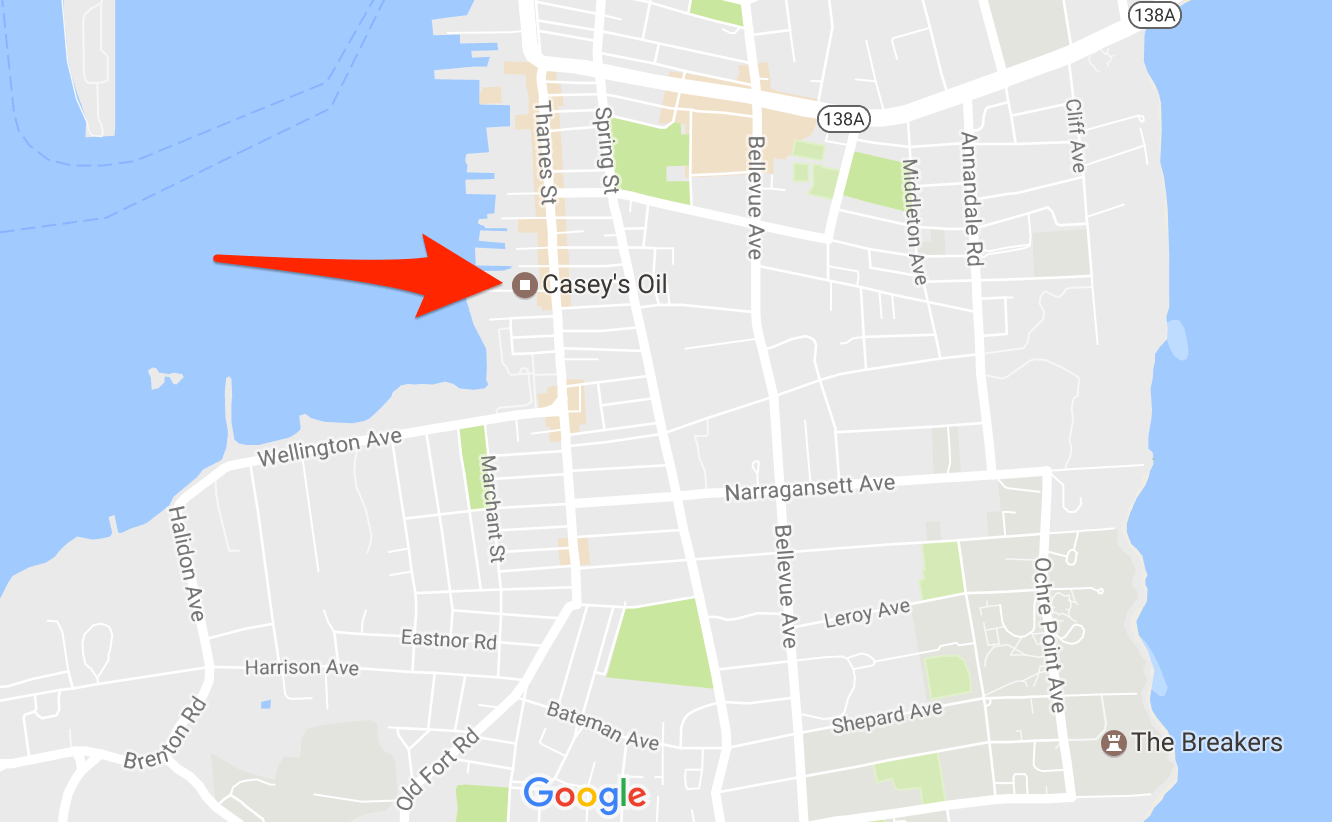 138A
138A
Thames St
Spring St
Bellevue Ave
Middleton Ave
Annandale Rd
Cliff Ave
Casey's Oil
Wellington Ave
Marchant St
Narragansett Ave
Halidon Ave
Bellevue Ave
Ochre Point Ave
Leroy Ave
Eastnor Rd
Harrison Ave
Shepard Ave
Bateman Ave
Brenton Rd
Old Fort Rd
The Breakers
Google